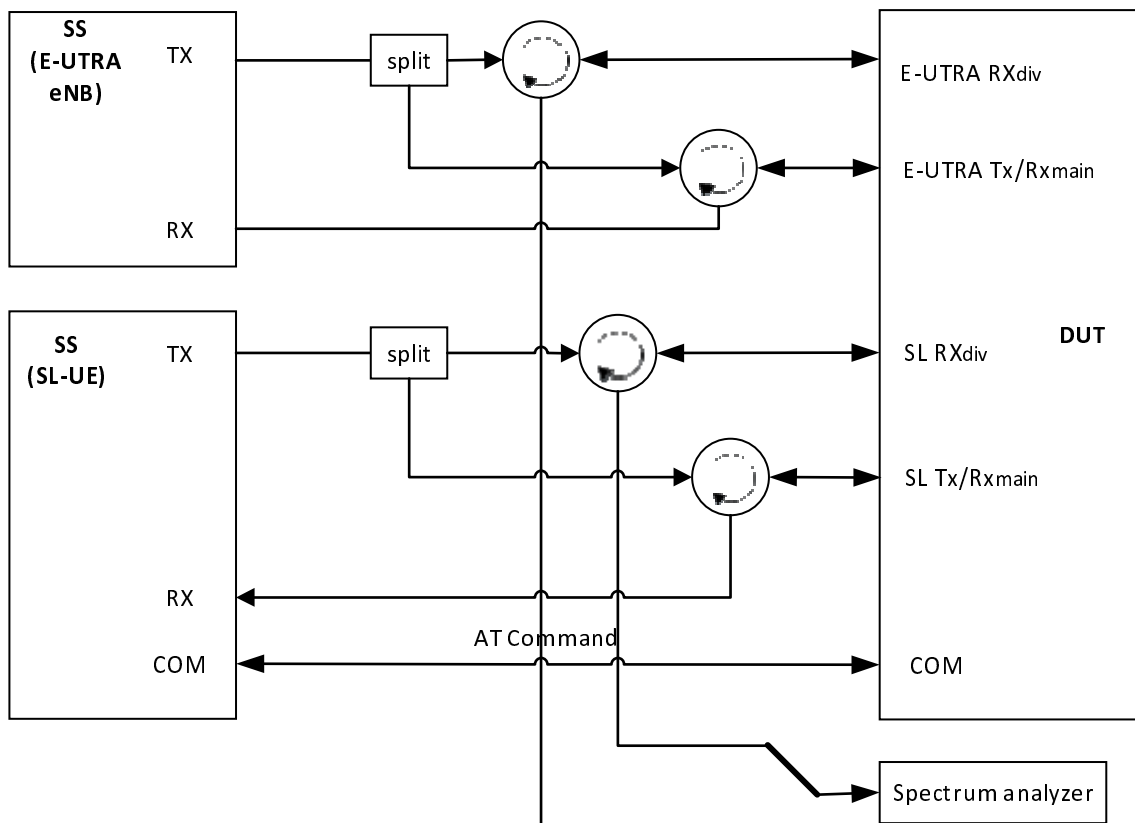 SS
(E-UTRA
eNB)
TX
RX
split
E-UTRA RXdiv
E-UTRA Tx/Rxmain
SS
(SL-UE)
TX
RX
COM
split
SL RXdiv
DUT
SL Tx/Rxmain
AT Command
COM
Spectrum analyzer